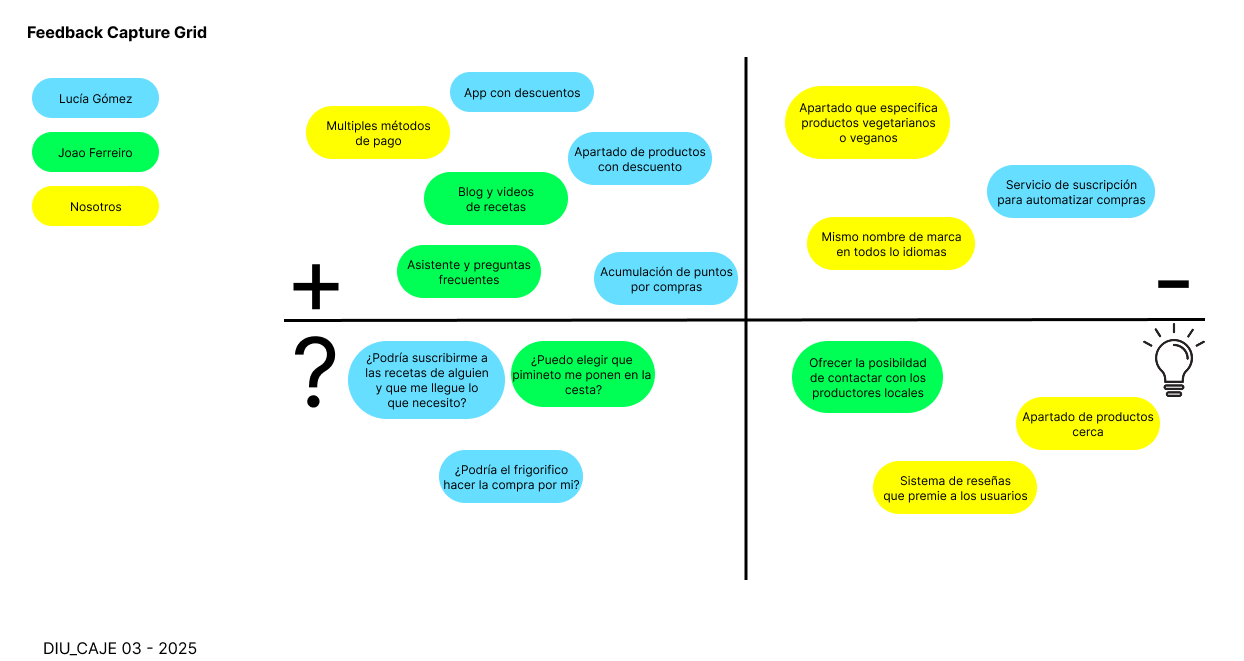 Feedback Capture Grid
Lucía Gómez
Joao Ferreiro
Nosotros
App con descuentos
Multiples métodos
de pago
Apartado de productos
con descuento
Blog y videos
de recetas
Asistente y preguntas
frecuentes
Acumulación de puntos
por compras
+
Apartado que especifica
productos vegetarianos
o veganos
Servicio de suscripción
para automatizar compras
Mismo nombre de marca
en todos lo idiomas
-
?
¿Podría suscribirme a
las recetas de alguien
y que me llegue lo
que necesito?
¿Puedo elegir que
pimineto me ponen en la
cesta?
¿Podría el frigorifico
hacer la compra por mi?
Ofrecer la posibildad
de contactar con los
productores locales
Apartado de productos
cerca
Sistema de reseñas
que premie a los usuarios
DIU_CAJE 03 - 2025